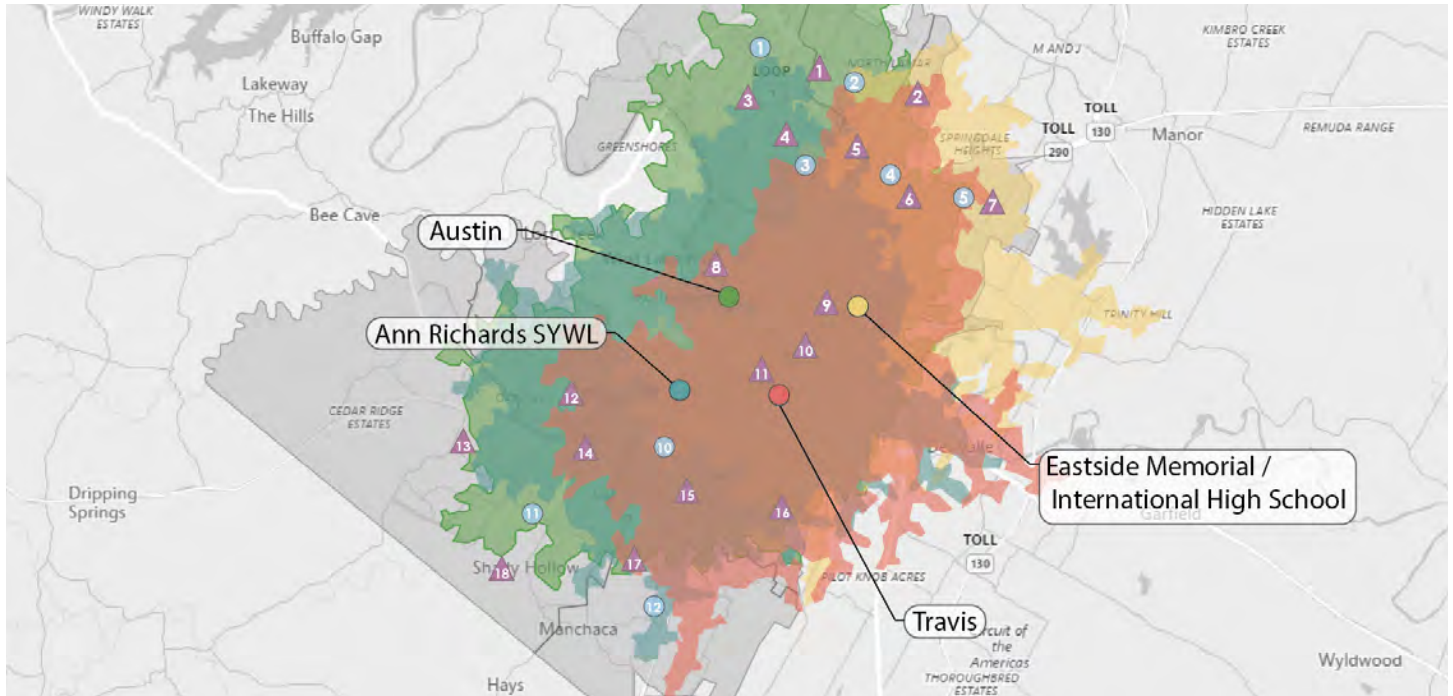 WINDY WALK
ESTATES
Buffalo Gap
Lakeway
The Hills
GREENSHORES
Bee Cave
CEDAR RIDGE
ESTATES
Dripping
Springs
1
LOOP
1
NORTH LAMAR
2
2
3
4
5
3
4
6
5
7
SPRINGDALE
HEIGHTS
M AND J
KIMBRO CREEK
ESTATES
TOLL
130
TOLL
290
Manor
REMUDA RANGE
HIDDEN LAKE
ESTATES
TRINITY HILL
Austin
8
9
10
11
Ann Richards SYWL
12
13
14
10
15
16
11
17
18
12
Shady Hollow
Manchaca
Hays
Eastside Memorial /
International High School
Garfield
TOLL
130
PILOT KNOB ACRES
Travis
Circuit of
the
Americas
THOROUGHBRED
ESTATES
Wyldwood